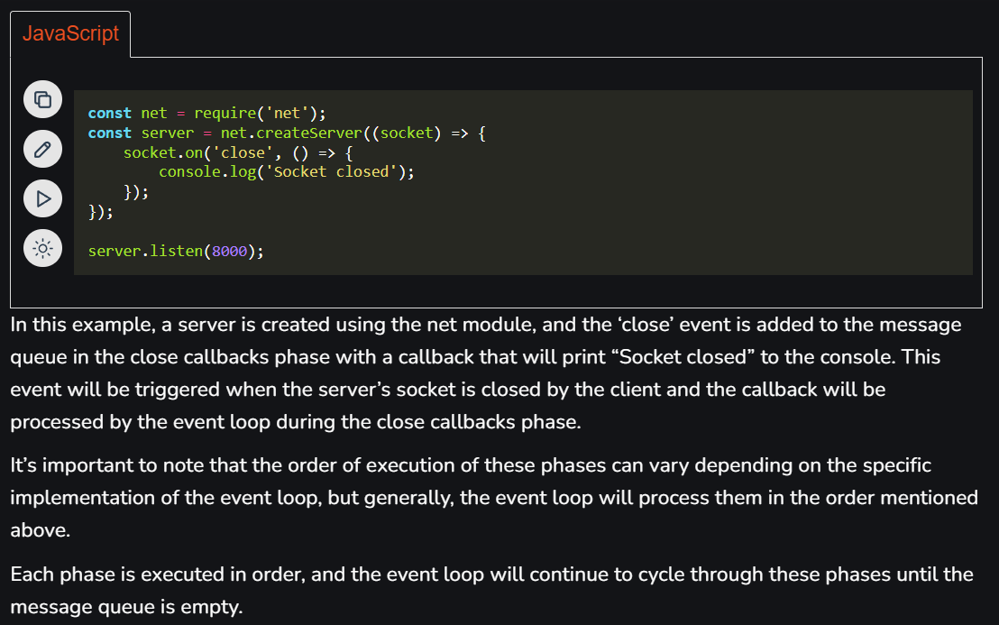 JavaScript
const net = require('net');
const server = net.createServer((socket) => {
    socket.on('close', () => {
        console.log('Socket closed');
    });
});
server.listen(8000);
In this example, a server is created using the net module, and the ‘close’ event is added to the message
queue in the close callbacks phase with a callback that will print “Socket closed” to the console. This
event will be triggered when the server’s socket is closed by the client and the callback will be
processed by the event loop during the close callbacks phase.
It’s important to note that the order of execution of these phases can vary depending on the specific
implementation of the event loop, but generally, the event loop will process them in the order mentioned
above.
Each phase is executed in order, and the event loop will continue to cycle through these phases until the
message queue is empty.